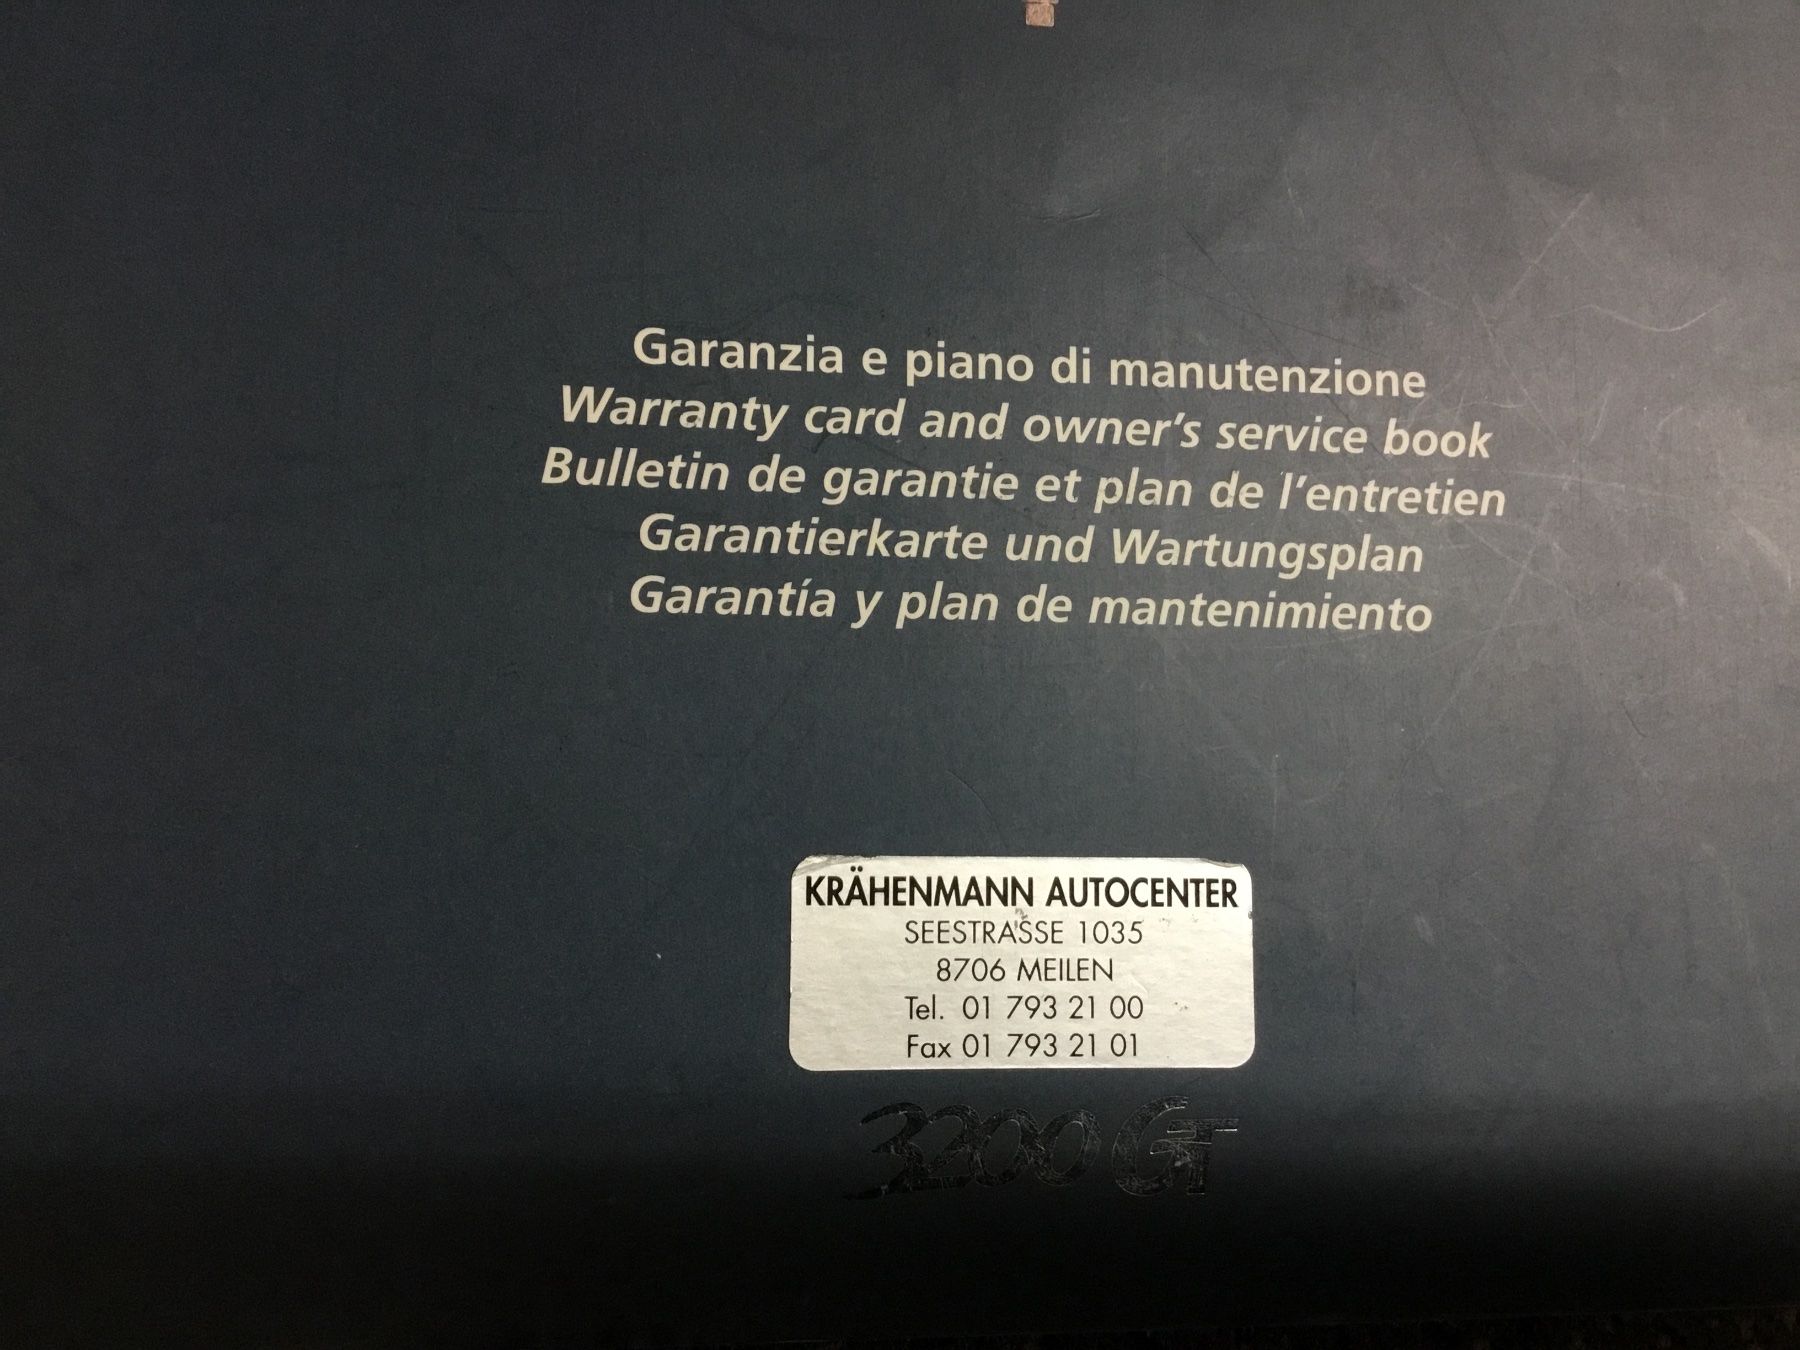 Garanzia e piano di manutenzione
Warranty card and owner's service book
Bulletin de garantie et plan de l'entretien
Garantierkarte und Wartungsplan
Garantía y plan de mantenimiento
KRÄHENMANN AUTOCENTER
SEESTRASSE 1035
8706 MEILEN
Tel. 01 793 21 00
Fax 01 793 21 01
3200 GT